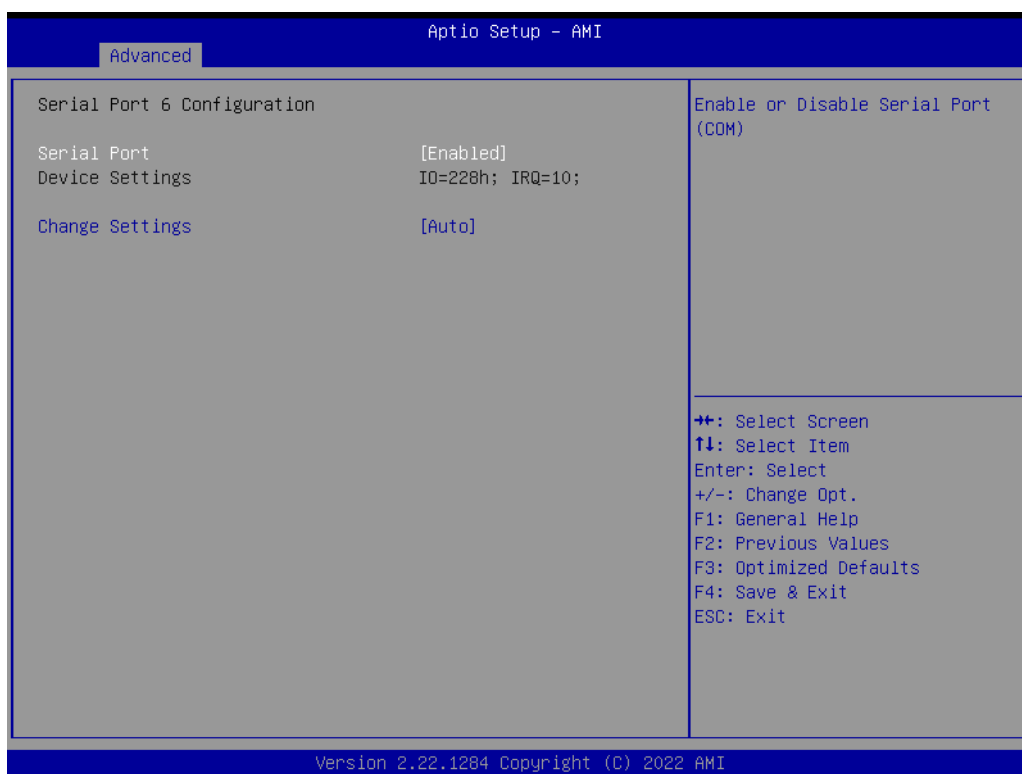 Aptio Setup – AMI
Advanced
Serial Port 6 Configuration
Serial Port [Enabled]
Device Settings IO=228h; IRQ=10;
Change Settings [Auto]
Enable or Disable Serial Port
(COM)
→←: Select Screen
↑↓: Select Item
Enter: Select
+/-: Change Opt.
F1: General Help
F2: Previous Values
F3: Optimized Defaults
F4: Save & Exit
ESC: Exit
Version 2.22.1284 Copyright (C) 2022 AMI